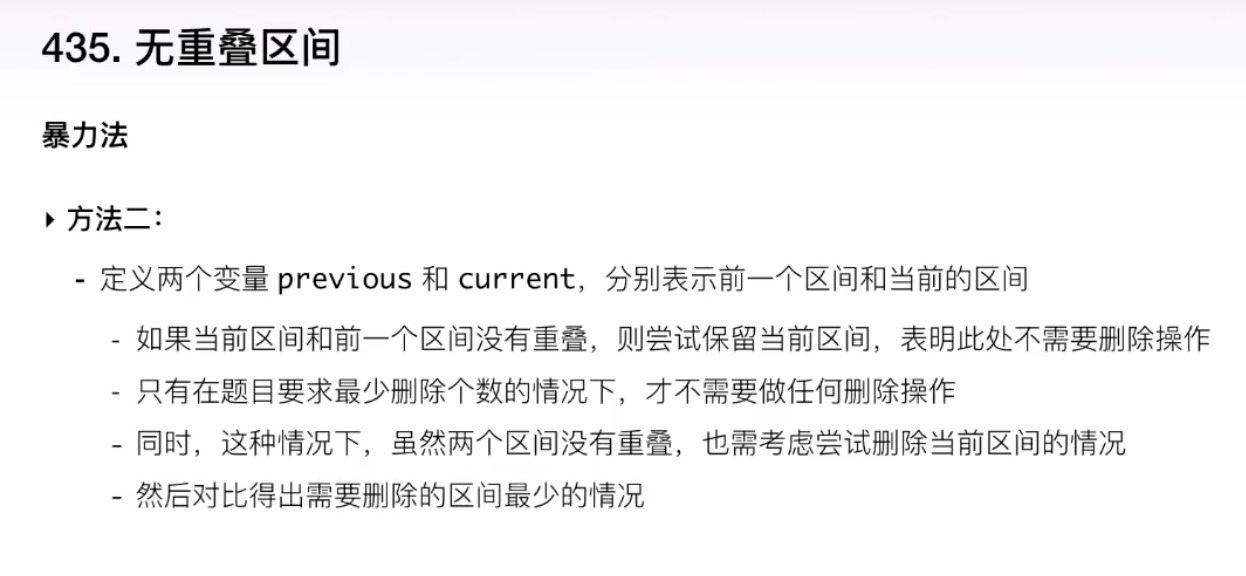 435. 无重叠区间
暴力法
▸ 方法二：
- 定义两个变量 previous 和 current，分别表示前一个区间和当前的区间
- 如果当前区间和前一个区间没有重叠，则尝试保留当前区间，表明此处不需要删除操作
- 只有在题目要求最少删除个数的情况下，才不需要做任何删除操作
- 同时，这种情况下，虽然两个区间没有重叠，也需考虑尝试删除当前区间的情况
- 然后对比得出需要删除的区间最少的情况